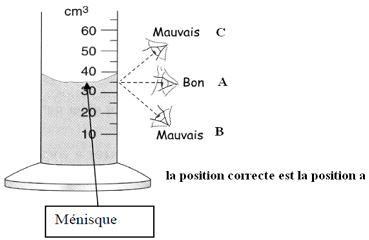 cm³
60
50
40
30
20
10
Mauvais C
Bon A
Mauvais B
la position correcte est la position a
Ménisque